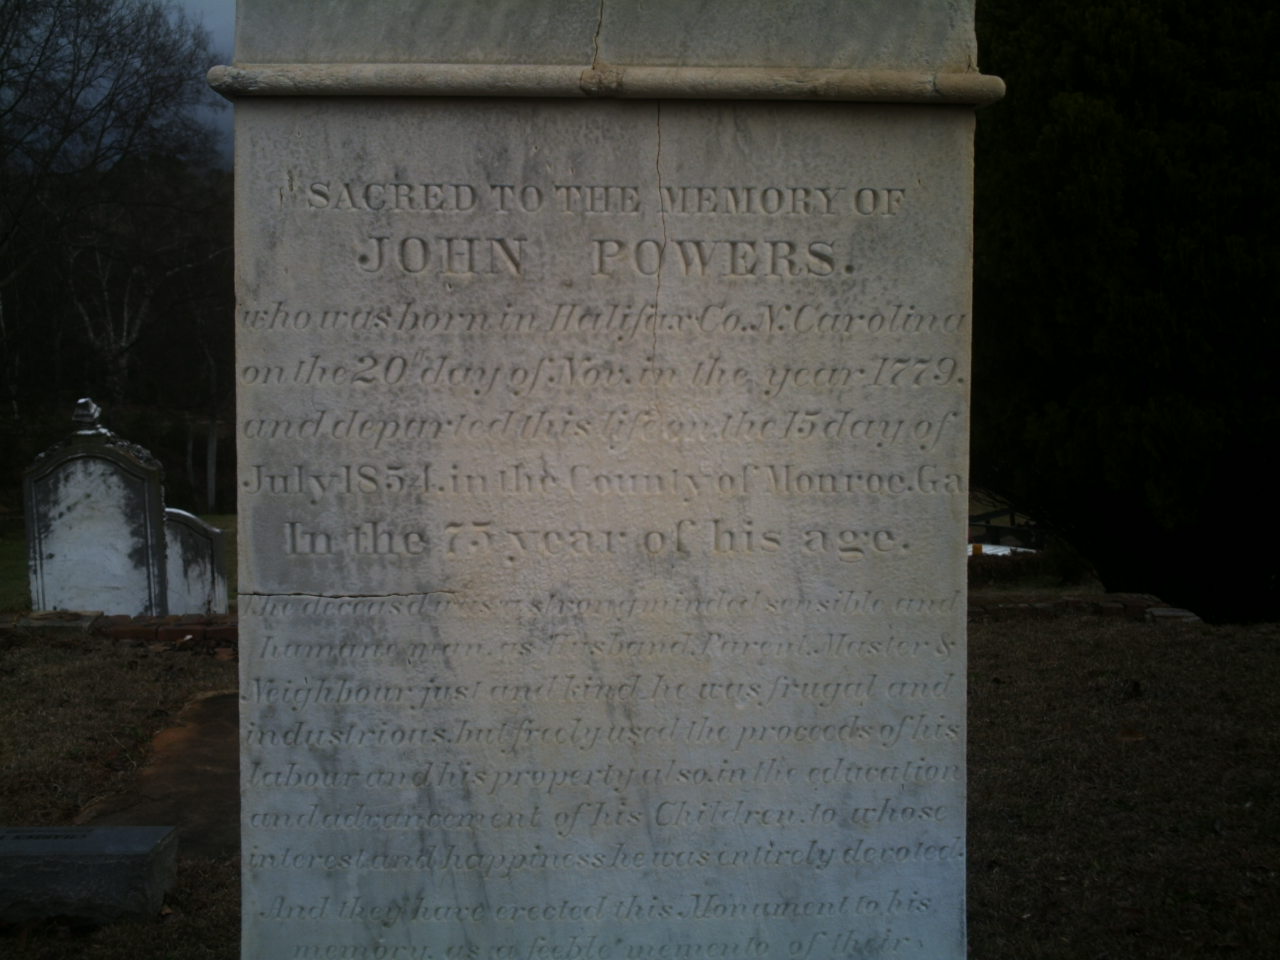 SACRED TO THE MEMORY OF
JOHN POWERS.
who was born in Halifax Co. N. Carolina
on the 20th day of Nov. in the year 1779.
and departed this life on the 15 day of
July 1854. in the County of Monroe. Ga
In the 75 year of his age.
The deceased was a strong minded sensible and
humane man. as Husband. Parent. Master &
Neighbour, just and kind. he was frugal and
industrious. but freely used the proceeds of his
labour and his property also. in the education
and advancement of his Children. to whose
interest and happiness he was entirely devoted.
And they have erected this Monument to his
memory. as a feeble memento of their